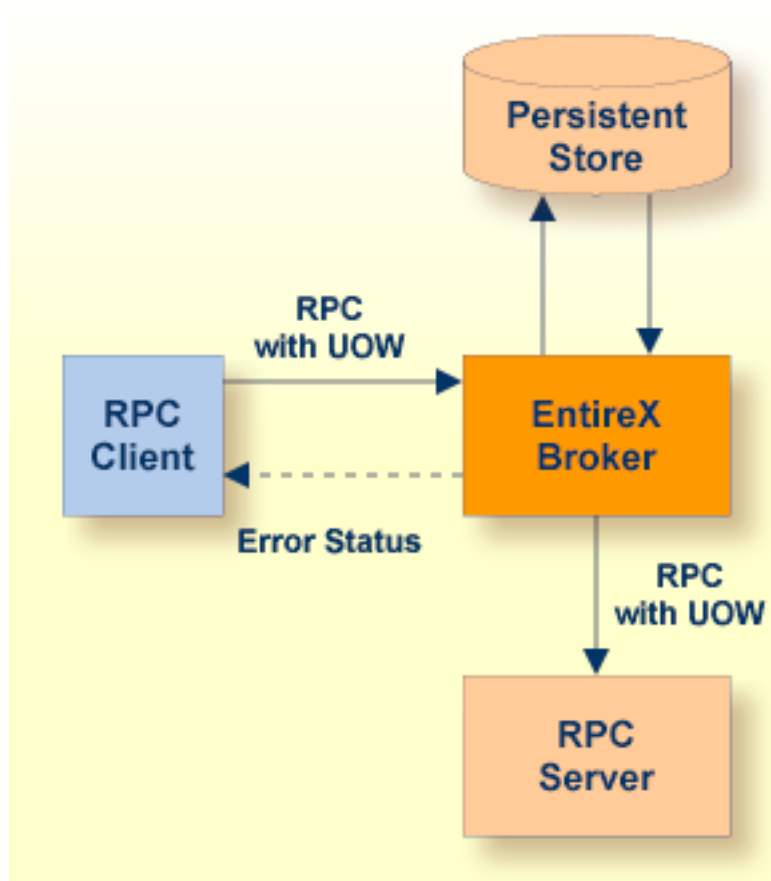 Persistent
Store
RPC
with UOW
RPC
Client
EntireX
Broker
Error Status
RPC
with UOW
RPC
Server